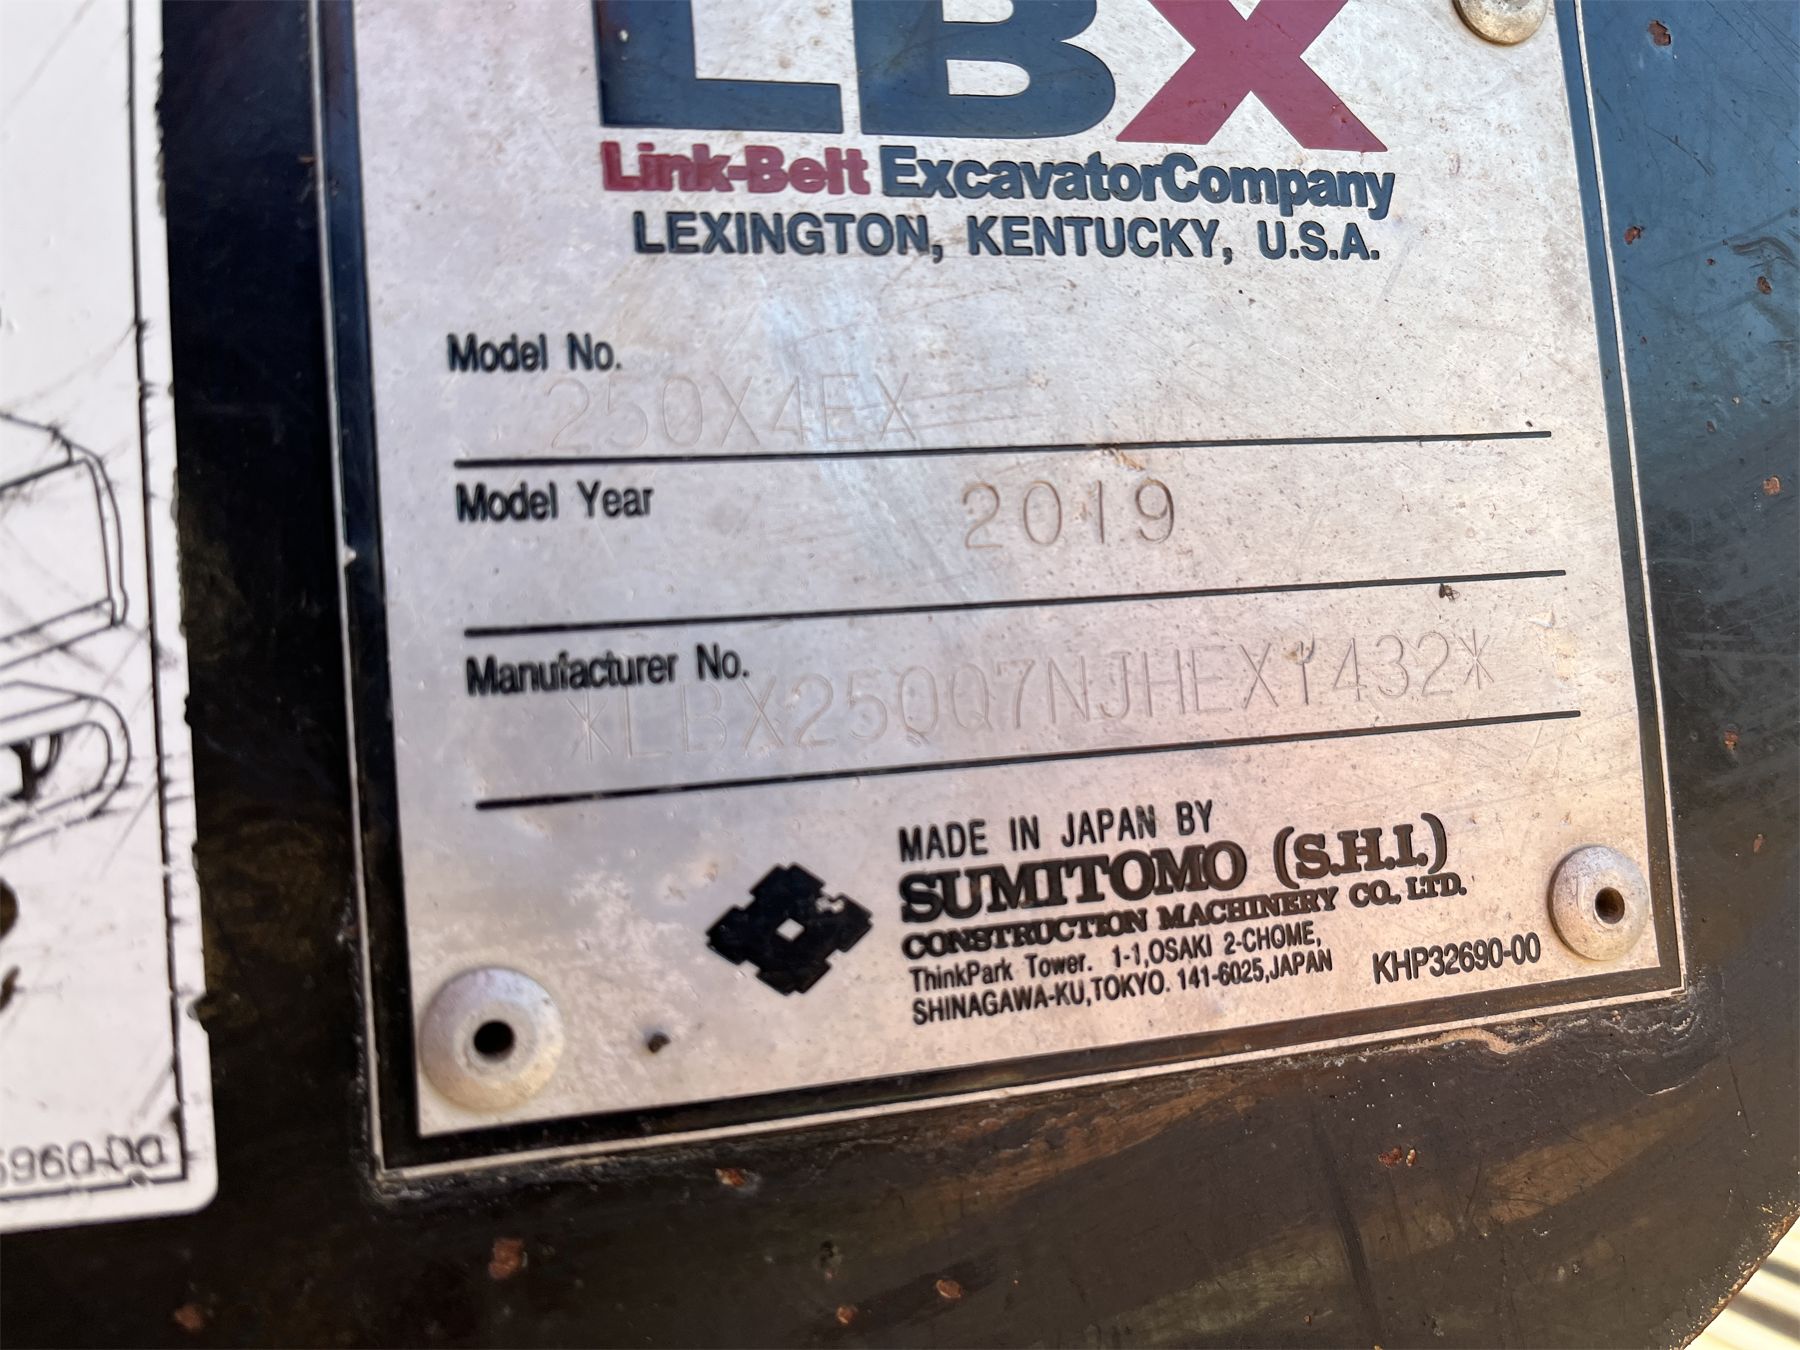 LBX
Link-Belt ExcavatorCompany
LEXINGTON, KENTUCKY, U.S.A.
Model No.
250X4EX
Model Year
2019
Manufacturer No.
*LBX250Q7NJHEX1432*
MADE IN JAPAN BY
SUMITOMO (S.H.I.)
CONSTRUCTION MACHINERY CO., LTD.
ThinkPark Tower. 1-1,OSAKI 2-CHOME,
SHINAGAWA-KU,TOKYO. 141-6025,JAPAN
KHP32690-00